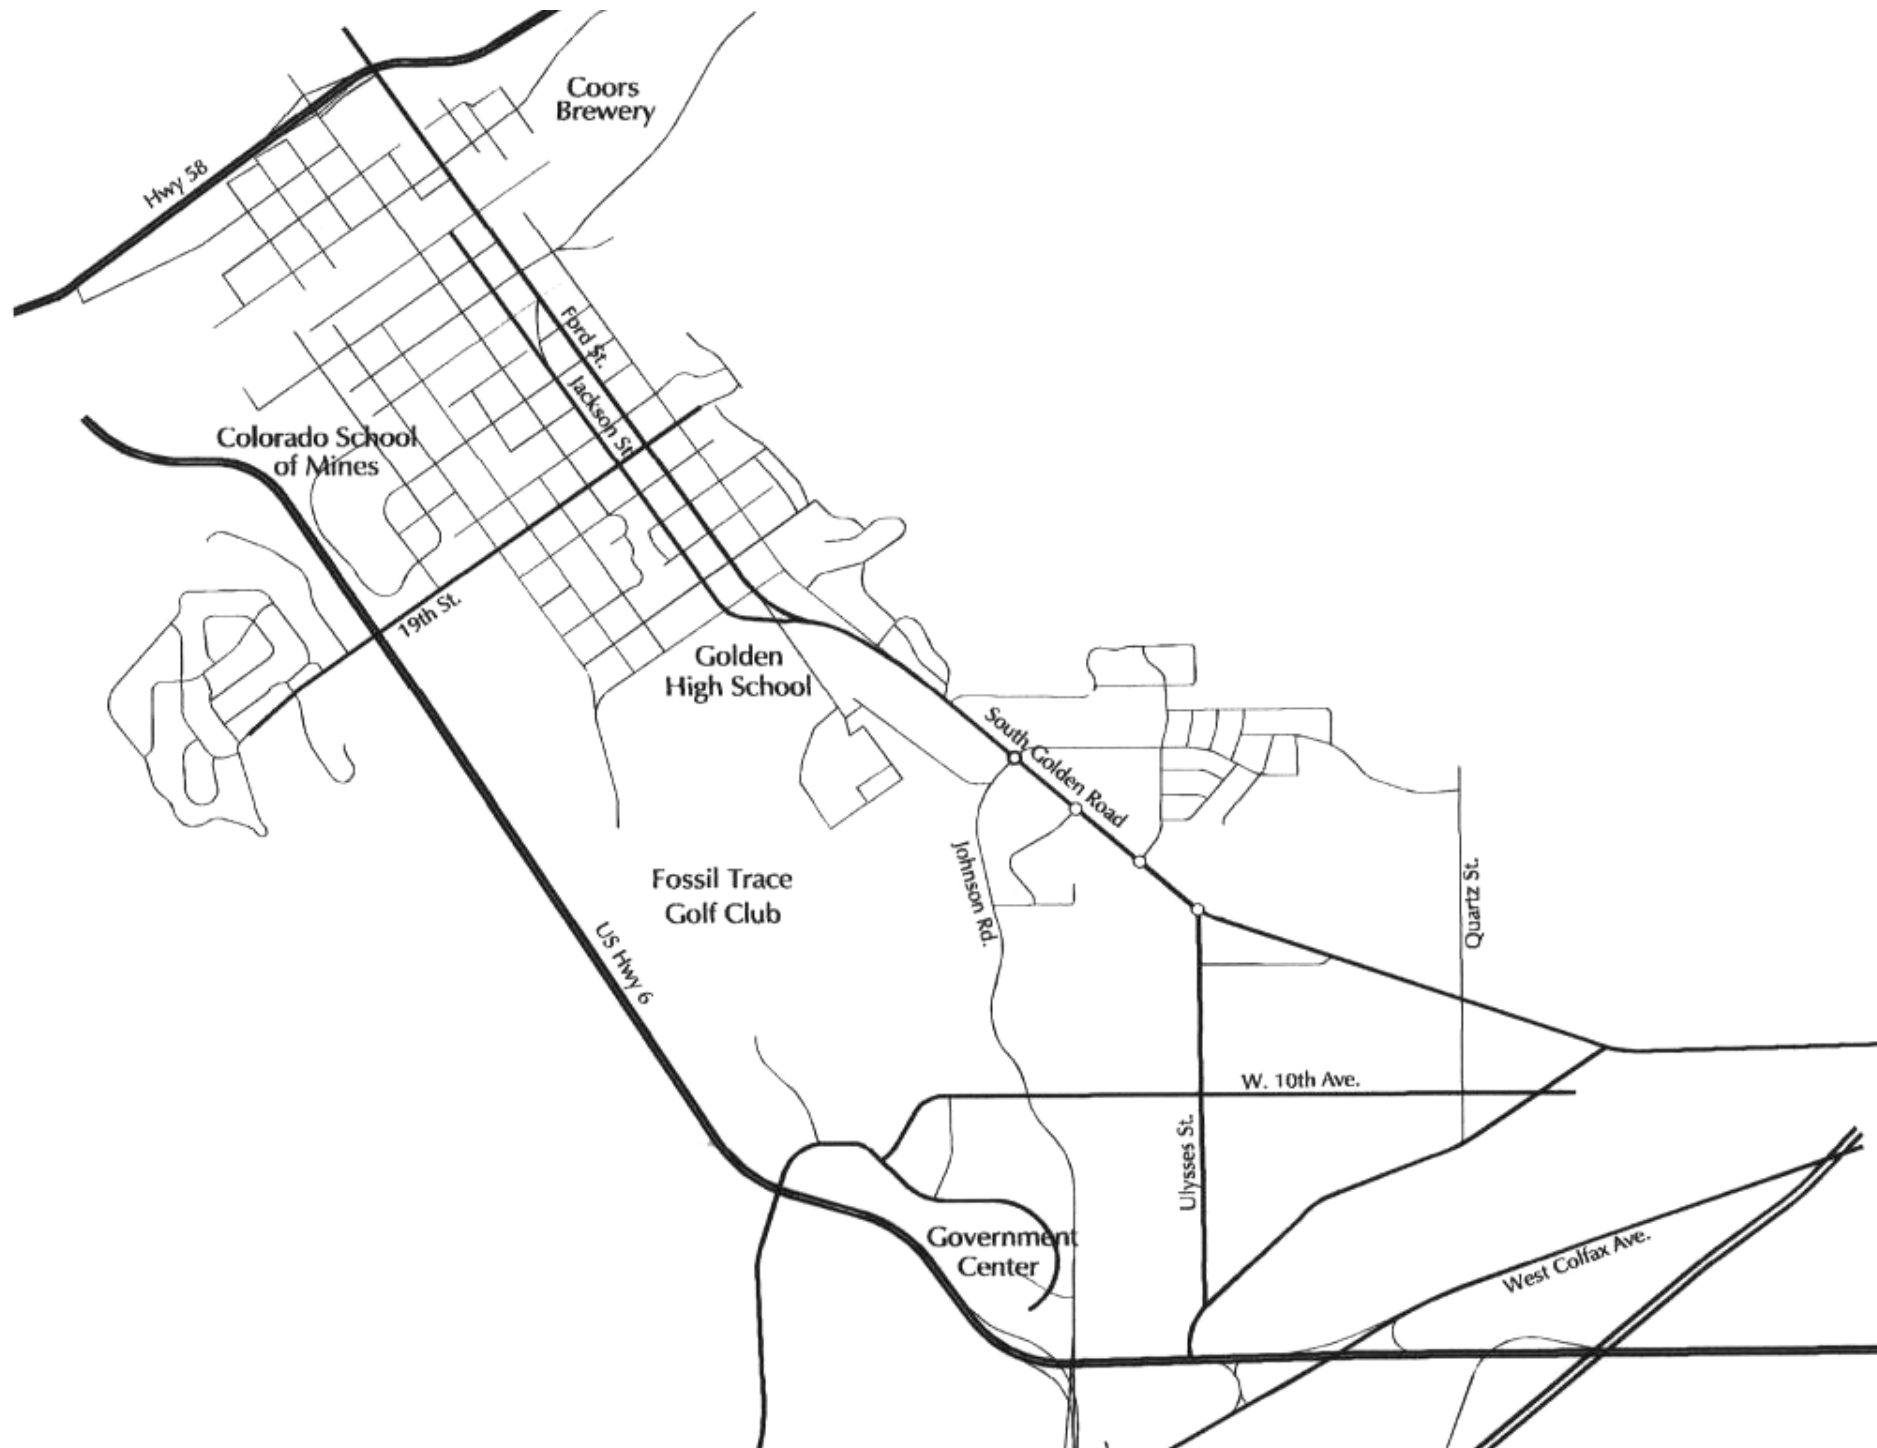 Coors
Brewery
Hwy 58
Ford St.
Jackson St.
Colorado School
of Mines
19th St.
Golden
High School
South Golden Road
Johnson Rd.
Fossil Trace
Golf Club
Quartz St.
US Hwy 6
W. 10th Ave.
Ulysses St.
Government
Center
West Colfax Ave.